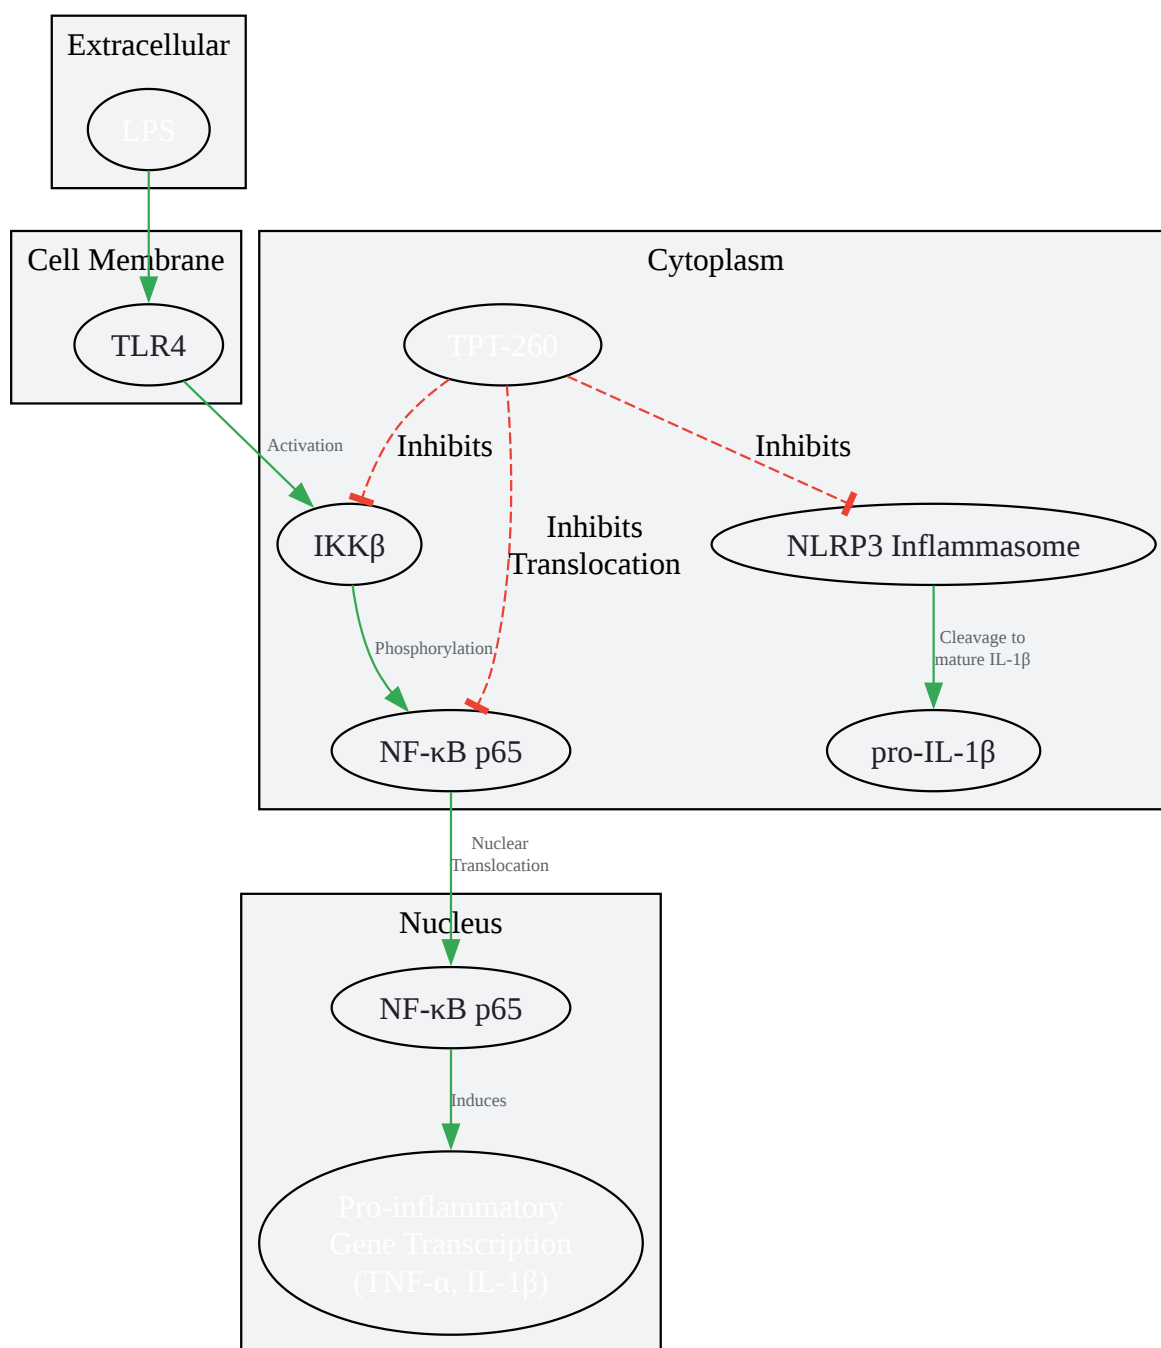 Extracellular
LPS
Cell Membrane
TLR4
Cytoplasm
TPT-260
Activation
Inhibits
Inhibits
Inhibits
Translocation
IKKβ
NLRP3 Inflammasome
Phosphorylation
Cleavage to
mature IL-1β
NF-κB p65
pro-IL-1β
Nuclear
Translocation
Nucleus
NF-κB p65
Induces
Pro-inflammatory
Gene Transcription
(TNF-α, IL-1β)